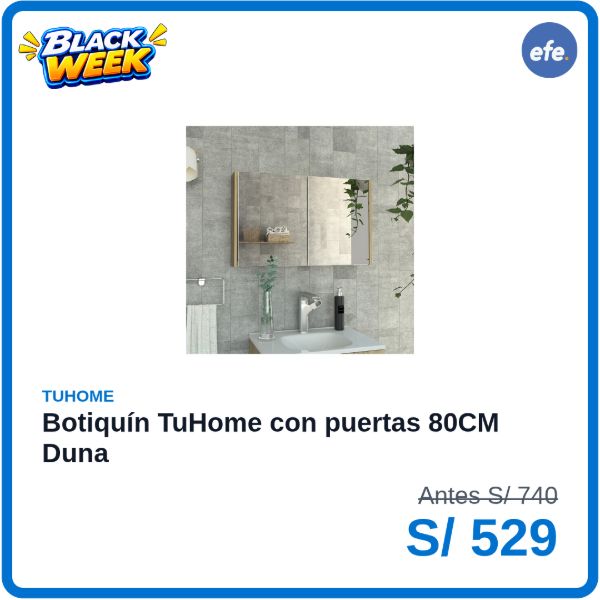 BLACK
WEEK
efe.
TUHOME
Botiquín TuHome con puertas 80CM
Duna
Antes S/ 740
S/ 529